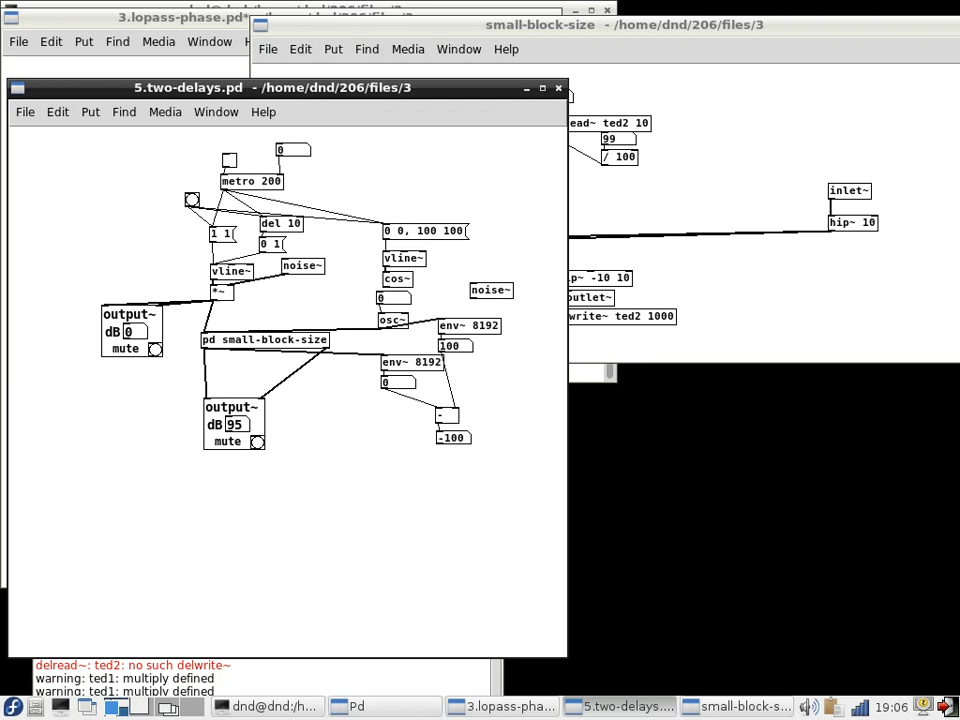 3.lopass-phase.pd*
File Edit Put Find Media Window
small-block-size - /home/dnd/206/files/3
File Edit Put Find Media Window Help
5.two-delays.pd - /home/dnd/206/files/3
File Edit Put Find Media Window Help
0
metro 200
del 10
1 1
0 1
0 0, 100 100
vline~
noise~
*~
vline~
cos~
0
osc~
noise~
output~
dB 0
mute
pd small-block-size
env~ 8192
100
env~ 8192
0
-
-100
output~
dB 95
mute
ted2 10
99
/ 100
inlet~
hip~ 10
-10 10
ted2 1000
delread~: ted2: no such delwrite~
warning: ted1: multiply defined
warning: ted1: multiply defined
dnd@dnd:/h...
Pd
3.lopass-pha...
5.two-delays....
small-block-s...
19:06